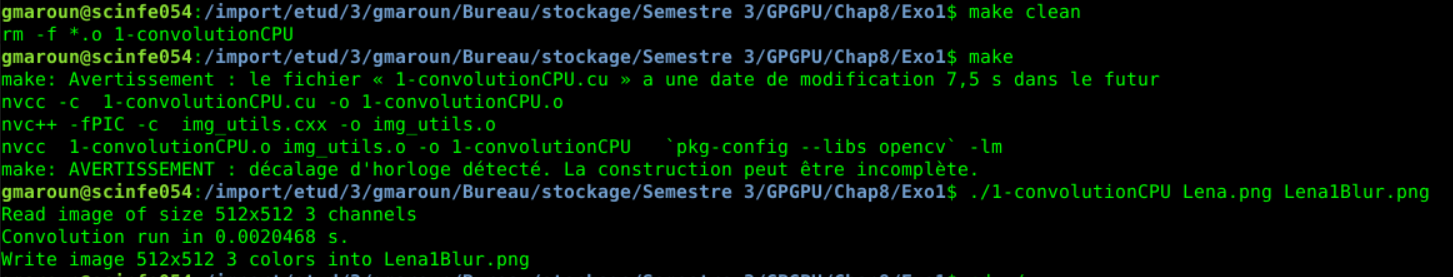 gmaroun@scinfe054:/import/etud/3/gmaroun/Bureau/stockage/Semestre 3/GPGPU/Chap8/Exo1$ make clean
rm -f *.o 1-convolutionCPU
gmaroun@scinfe054:/import/etud/3/gmaroun/Bureau/stockage/Semestre 3/GPGPU/Chap8/Exo1$ make
make: Avertissement : le fichier « 1-convolutionCPU.cu » a une date de modification 7,5 s dans le futur
nvcc -c  1-convolutionCPU.cu -o 1-convolutionCPU.o
nvc++ -fPIC -c  img_utils.cxx -o img_utils.o
nvcc  1-convolutionCPU.o img_utils.o -o 1-convolutionCPU   `pkg-config --libs opencv` -lm
make: AVERTISSEMENT : décalage d'horloge détecté. La construction peut être incomplète.
gmaroun@scinfe054:/import/etud/3/gmaroun/Bureau/stockage/Semestre 3/GPGPU/Chap8/Exo1$ ./1-convolutionCPU Lena.png Lena1Blur.png
Read image of size 512x512 3 channels
Convolution run in 0.0020468 s.
Write image 512x512 3 colors into Lena1Blur.png